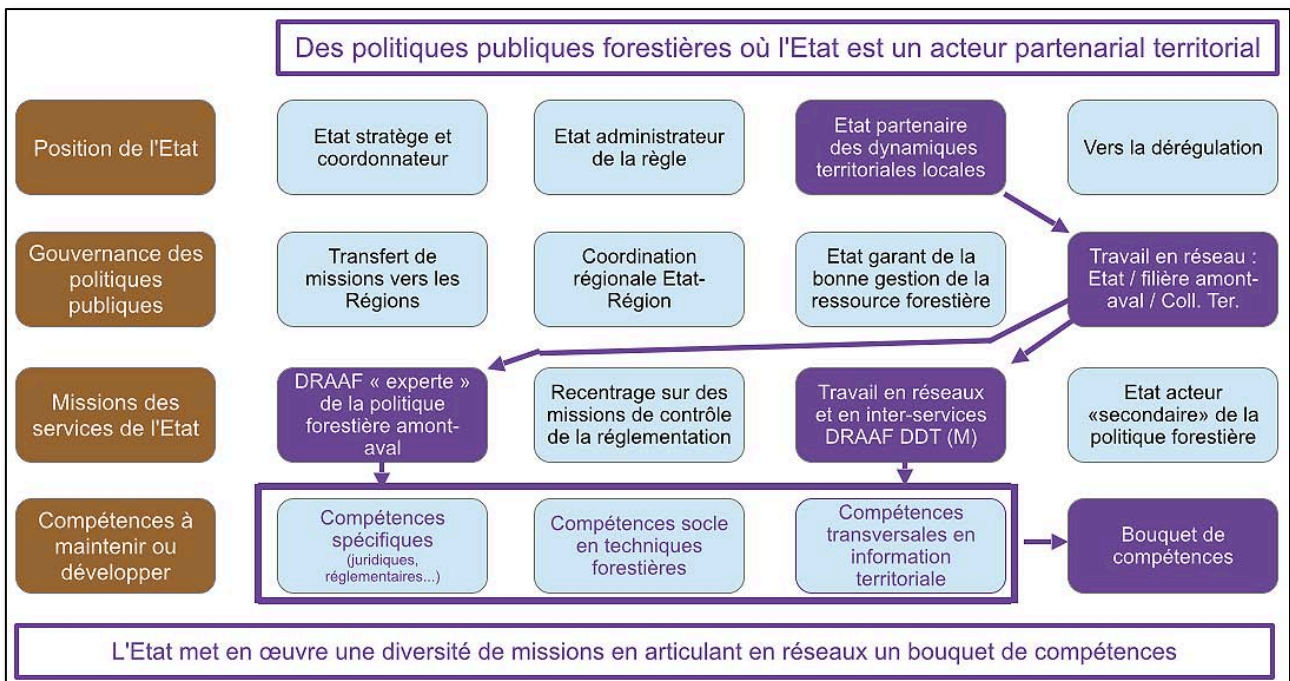 Des politiques publiques forestières où l'Etat est un acteur partenarial territorial
Position de l'Etat
Etat stratège et
coordonnateur
Etat administrateur
de la règle
Etat partenaire
des dynamiques
territoriales locales
Vers la dérégulation
Gouvernance des
politiques
publiques
Transfert de
missions vers les
Régions
Coordination
régionale Etat-
Région
Etat garant de la
bonne gestion de la
ressource forestière
Travail en réseau :
Etat / filière amont-
aval / Coll. Ter.
Missions des
services de l'Etat
DRAAF « experte »
de la politique
forestière amont-
aval
Recentrage sur des
missions de contrôle
de la réglementation
Travail en réseaux
et en inter-services
DRAAF DDT (M)
Etat acteur
«secondaire» de la
politique forestière
Compétences à
maintenir ou
développer
Compétences
spécifiques
(juridiques,
réglementaires...)
Compétences socle
en techniques
forestières
Compétences
transversales en
information
territoriale
Bouquet de
compétences
L'Etat met en œuvre une diversité de missions en articulant en réseaux un bouquet de compétences